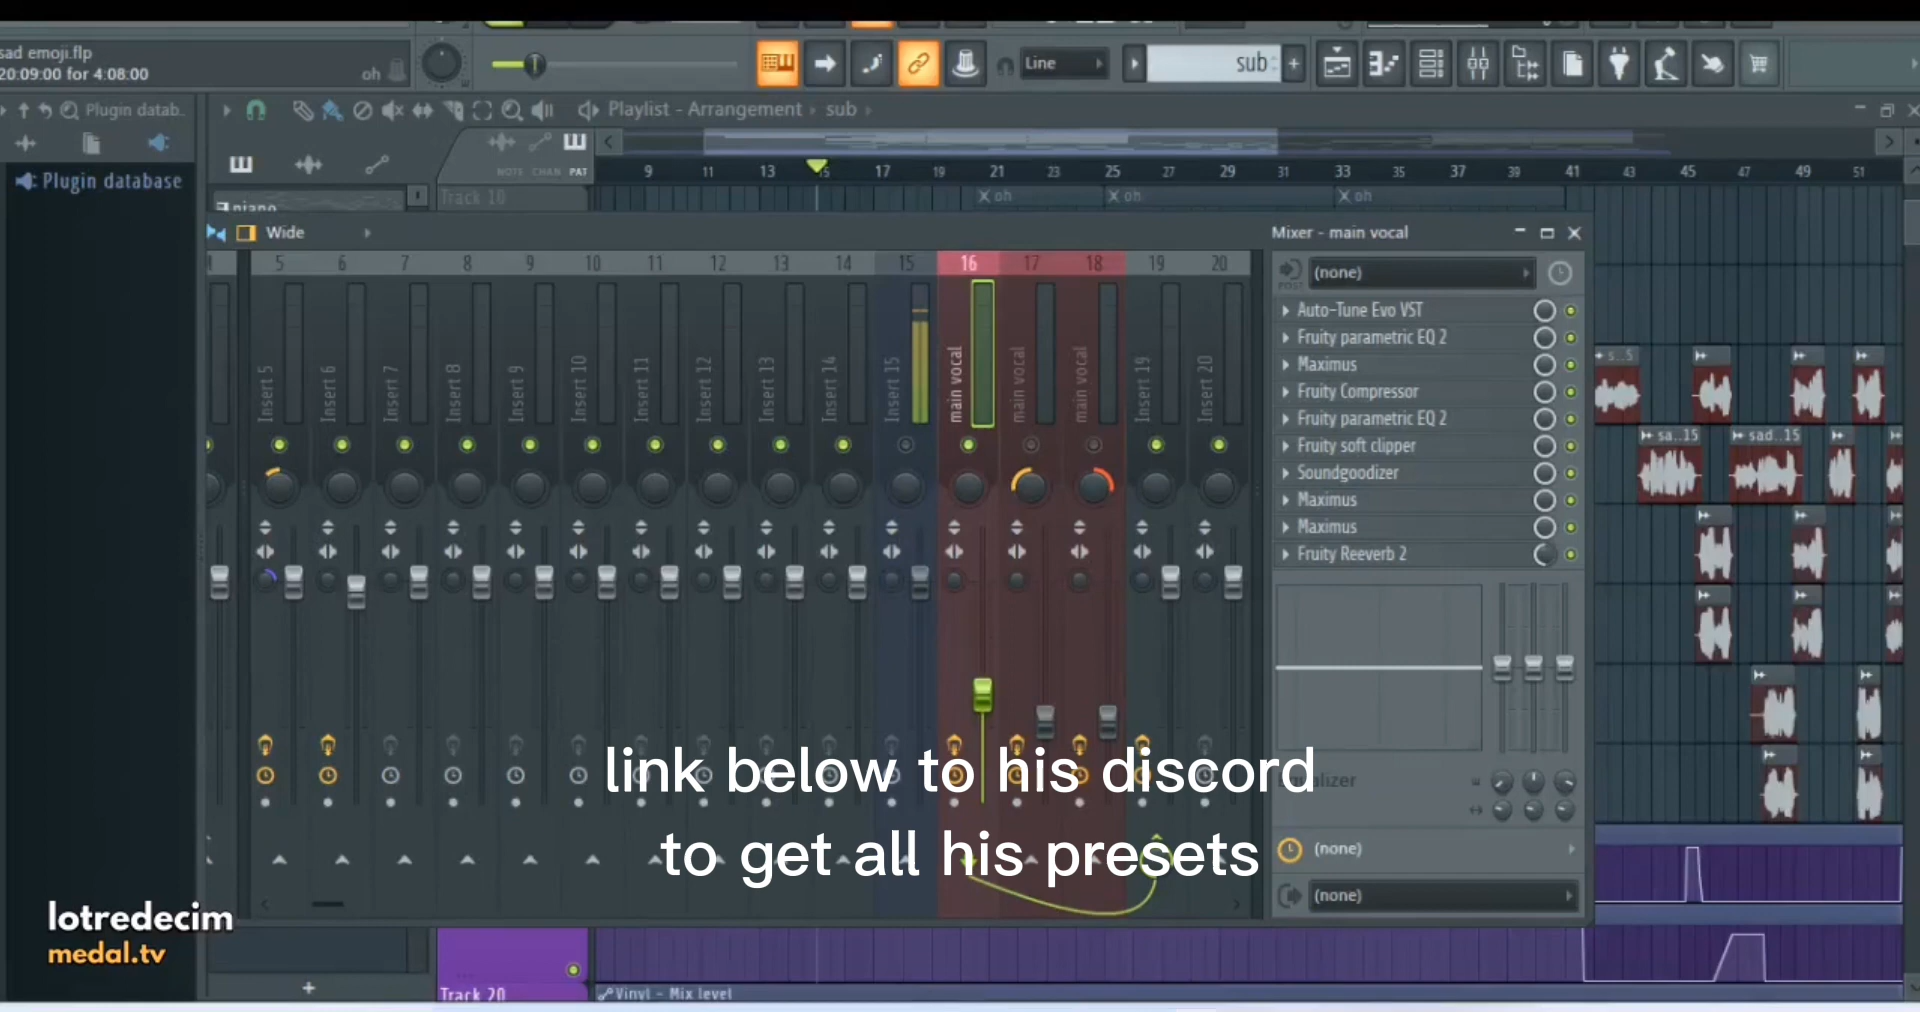 sad emoji.flp
20:09:00 for 4:08:00
oh
Line
sub
Plugin datab..
Playlist - Arrangement
sub
NOTE CHAN PAT
9 11 13 15 17 19 21 23 25 27 29 31 33 35 37 39 41 43 45 47 49 51
Plugin database
piano
Track 10
oh
oh
oh
Wide
Mixer - main vocal
5 6 7 8 9 10 11 12 13 14 15 16 17 18 19 20
(none)
POST
Auto-Tune Evo VST
Fruity parametric EQ 2
Maximus
Fruity Compressor
Fruity parametric EQ 2
Fruity soft clipper
Soundgoodizer
Maximus
Maximus
Fruity Reeverb 2
Insert 5
Insert 6
Insert 7
Insert 8
Insert 9
Insert 10
Insert 11
Insert 12
Insert 13
Insert 14
Insert 15
main vocal
main vocal
main vocal
Insert 19
Insert 20
s...5
sa..15
sad..15
link below to his discord
to get all his presets
Equalizer
(none)
(none)
lotredecim
medal.tv
Track 20
Vinyl - Mix level